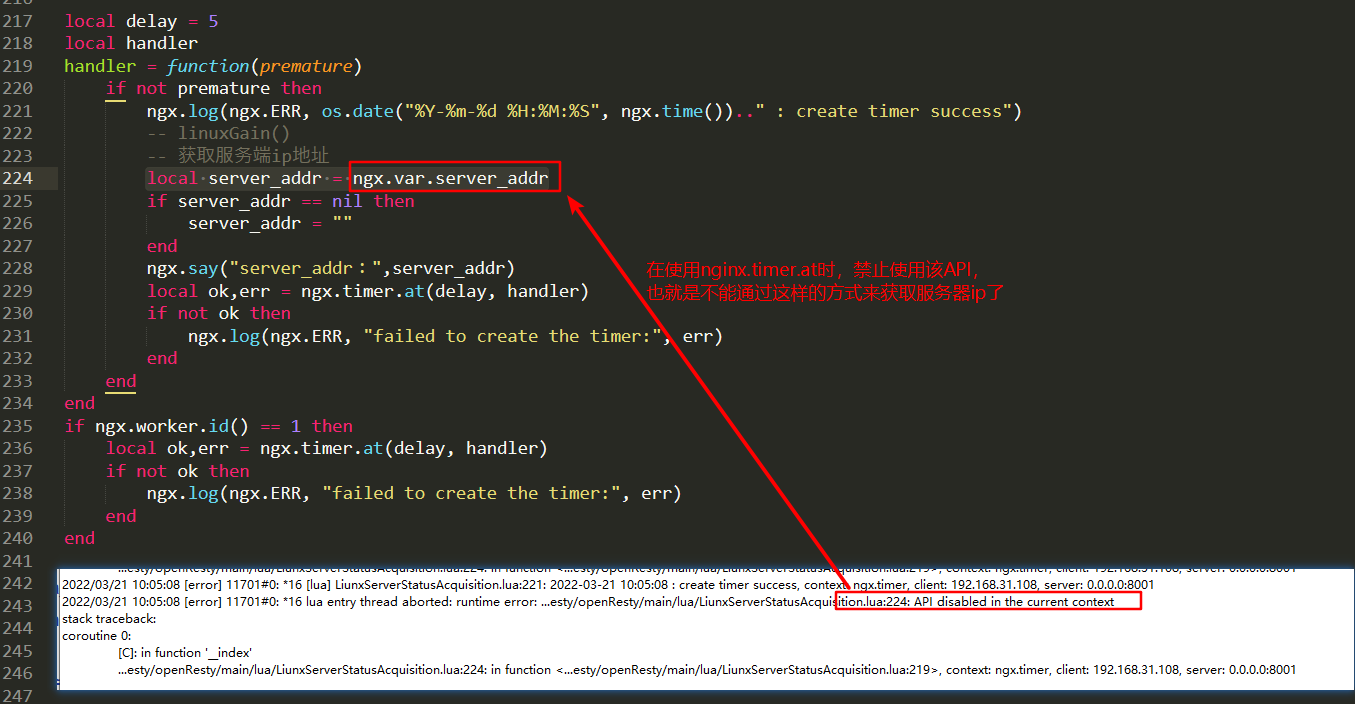 216
217 local delay = 5
218 local handler
219 handler = function(premature)
220 if not premature then
221 ngx.log(ngx.ERR, os.date("%Y-%m-%d %H:%M:%S", ngx.time()).." : create timer success")
222 -- linuxGain()
223 -- 获取服务端ip地址
224 local server_addr = ngx.var.server_addr
225 if server_addr == nil then
226 server_addr = ""
227 end
228 ngx.say("server_addr：",server_addr)
229 local ok,err = ngx.timer.at(delay, handler)
230 if not ok then
231 ngx.log(ngx.ERR, "failed to create the timer:", err)
232 end
233 end
234 end
235 if ngx.worker.id() == 1 then
236 local ok,err = ngx.timer.at(delay, handler)
237 if not ok then
238 ngx.log(ngx.ERR, "failed to create the timer:", err)
239 end
240 end
241
242
243
244
245
246
247
在使用nginx.timer.at时，禁止使用该API，
也就是不能通过这样的方式来获取服务器ip了
...esty/openResty/main/lua/LiunxServerStatusAcquisition.lua:224: in function <...esty/openResty/main/lua/LiunxServerStatusAcquisition.lua:219>, context: ngx.timer, client: 192.168.31.108, server: 0.0.0.0:8001
2022/03/21 10:05:08 [error] 11701#0: *16 [lua] LiunxServerStatusAcquisition.lua:221: 2022-03-21 10:05:08 : create timer success, context: ngx.timer, client: 192.168.31.108, server: 0.0.0.0:8001
2022/03/21 10:05:08 [error] 11701#0: *16 lua entry thread aborted: runtime error: ...esty/openResty/main/lua/LiunxServerStatusAcquisition.lua:224: API disabled in the current context
stack traceback:
coroutine 0:
[C]: in function '__index'
...esty/openResty/main/lua/LiunxServerStatusAcquisition.lua:224: in function <...esty/openResty/main/lua/LiunxServerStatusAcquisition.lua:219>, context: ngx.timer, client: 192.168.31.108, server: 0.0.0.0:8001